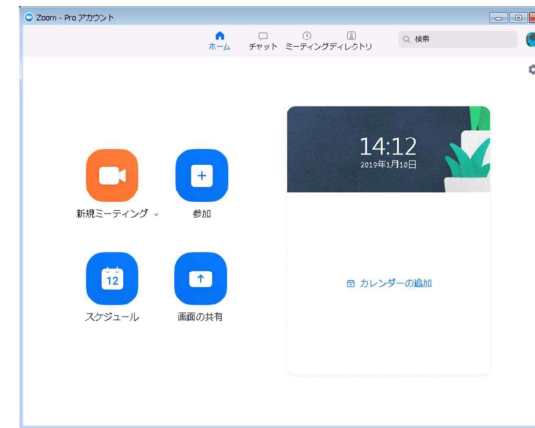 Zoom - Pro アカウント
ホーム チャット ミーティング ディレクトリ 検索
14:12
2019年1月10日
新規ミーティング 参加
12
カレンダーの追加
スケジュール 画面の共有